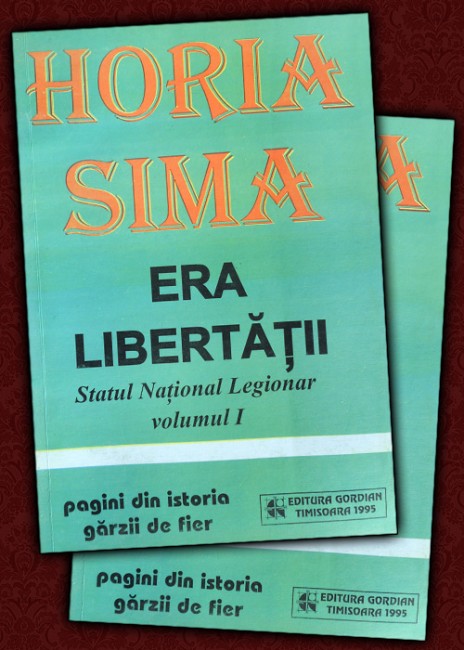 HORIA
SIMA
ERA
LIBERTĂȚII
Statul Național Legionar
volumul I
pagini din istoria
gărzii de fier
EDITURA GORDIAN
TIMISOARA 1995
A
pagini din istoria
gărzii de fier
EDITURA GORDIAN
TIMISOARA 1995